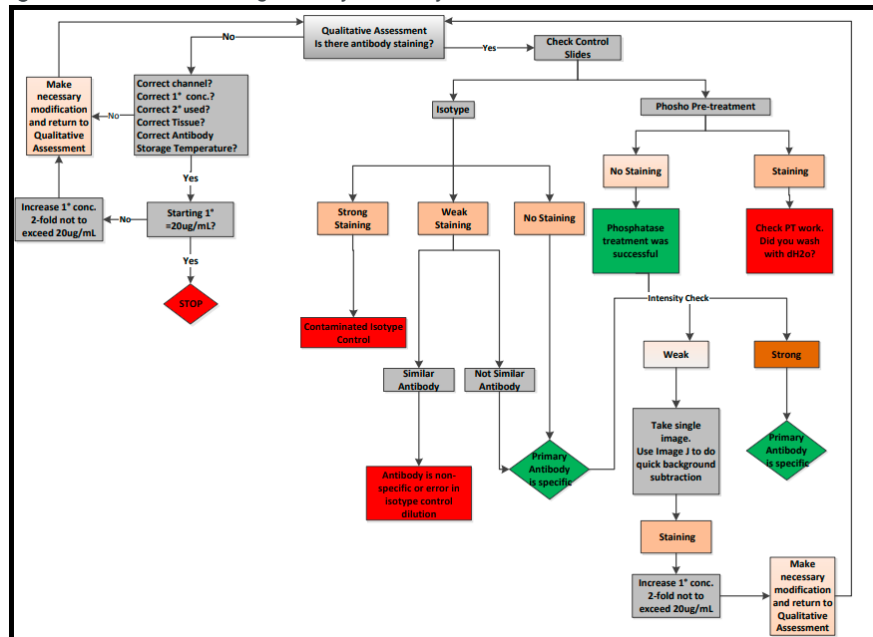 Qualitative Assessment
Is there antibody staining?
No
Yes
Check Control
Slides
Make
necessary
modification
and return to
Qualitative
Assessment
No
Correct channel?
Correct 1° conc.?
Correct 2° used?
Correct Tissue?
Correct Antibody
Storage Temperature?
Isotype
Phosho Pre-treatment
Yes
No Staining
Staining
Increase 1° conc.
2-fold not to
exceed 20ug/mL
No
Starting 1°
=20ug/mL?
Strong
Staining
Weak
Staining
No Staining
Phosphatase
treatment was
successful
Check PT work.
Did you wash
with dH2o?
Yes
STOP
Intensity Check
Contaminated Isotype
Control
Weak
Strong
Similar
Antibody
Not Similar
Antibody
Take single
image.
Use Image J to do
quick background
subtraction
Primary
Antibody
is specific
Primary
Antibody
is specific
Antibody is non-
specific or error in
isotype control
dilution
Staining
Increase 1° conc.
2-fold not to
exceed 20ug/mL
Make
necessary
modification
and return to
Qualitative
Assessment